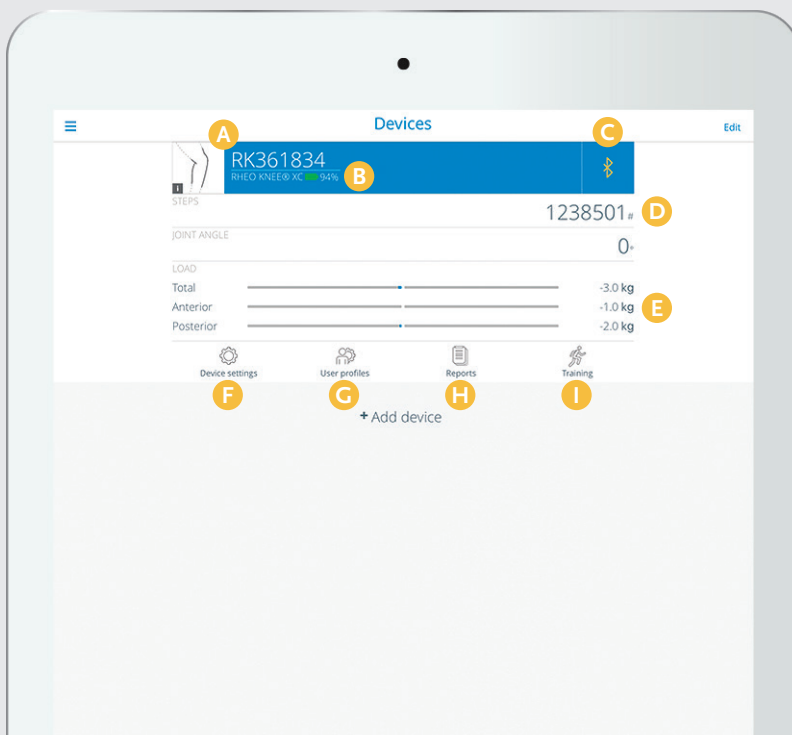 Devices
Edit
A
C
RK361834
RHEO KNEE® XC 94%
B
i
STEPS
1238501#
D
JOINT ANGLE
0°
LOAD
Total -3.0 kg
Anterior -1.0 kg
E
Posterior -2.0 kg
Device settings User profiles Reports Training
F G H I
+ Add device